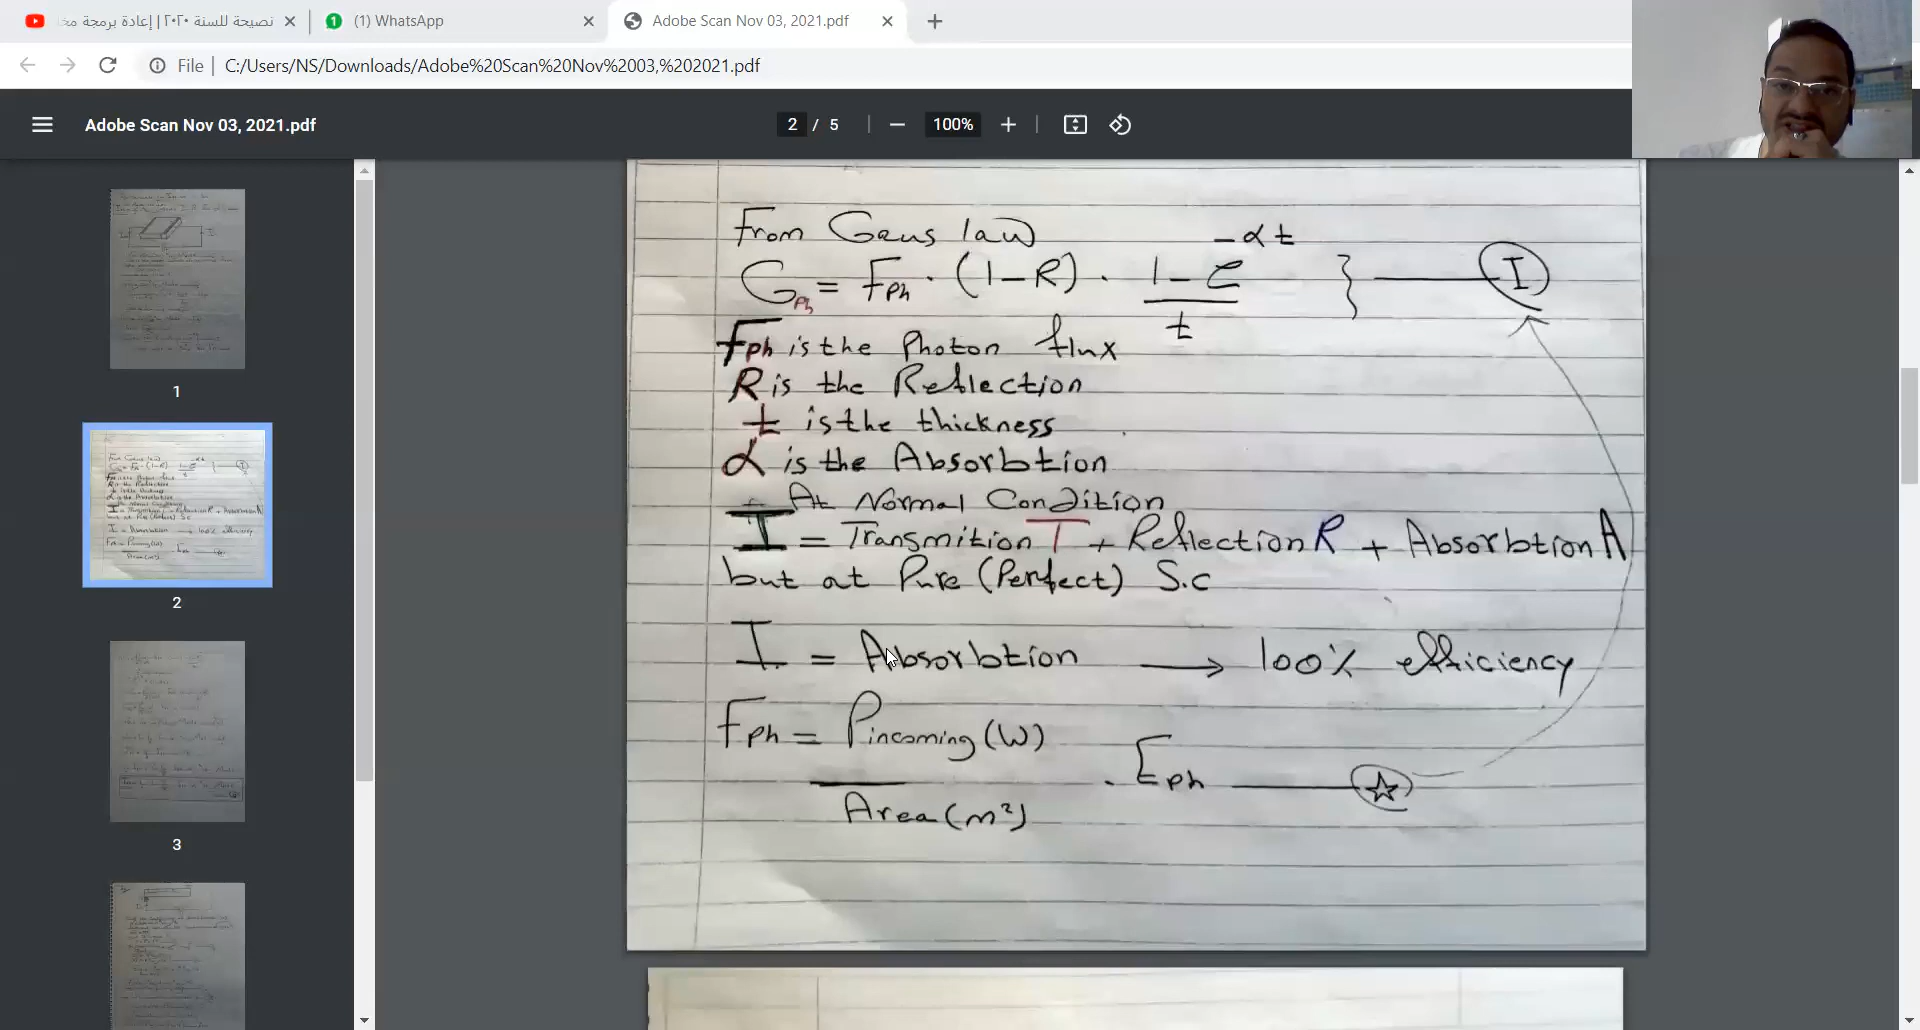 نصيحة للسنة ٢٠٢٠ | إعادة برمجة مخ
(1) WhatsApp
Adobe Scan Nov 03, 2021.pdf
File | C:/Users/NS/Downloads/Adobe%20Scan%20Nov%2003,%202021.pdf
Adobe Scan Nov 03, 2021.pdf
2 / 5
100%
1
2
3
From Gaus law
Gph = Fph . (1-R) . (1 - e^-αt) / t } — I
Fph is the Photon flux
R is the Reflection
t is the thickness
α is the Absorbtion
At Normal Condition
I = Transmition T + Reflection R + Absorbtion A
but at Pure (Perfect) S.c
I = Absorbtion → 100% efficiency
Fph = Pincoming (W) / Area (m²) . Eph — ☆